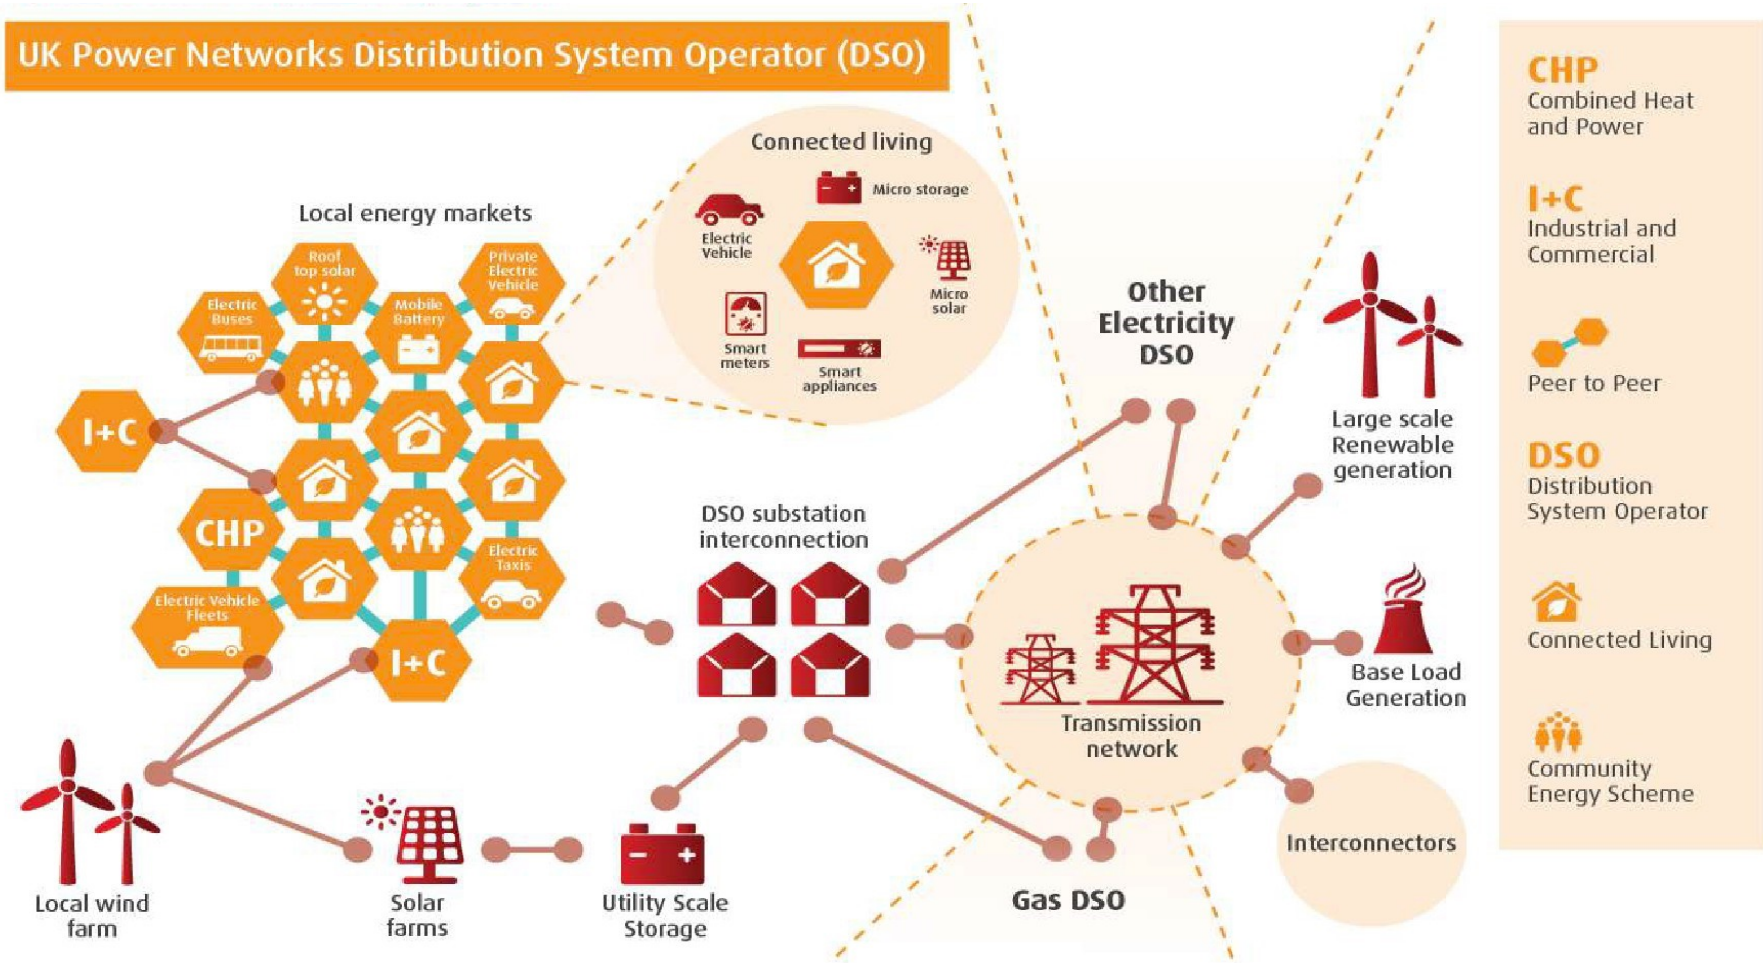 UK Power Networks Distribution System Operator (DSO)
Local energy markets
Roof
top solar
Private
Electric
Vehicle
Electric
Buses
Mobile
Battery
I+C
CHP
Electric
Taxis
Electric Vehicle
Fleets
I+C
Connected living
Micro storage
Electric
Vehicle
Micro
solar
Smart
meters
Smart
appliances
DSO substation
interconnection
Other
Electricity
DSO
Large scale
Renewable
generation
Transmission
network
Base Load
Generation
Interconnectors
Gas DSO
Local wind
farm
Solar
farms
Utility Scale
Storage
CHP
Combined Heat
and Power
I+C
Industrial and
Commercial
Peer to Peer
DSO
Distribution
System Operator
Connected Living
Community
Energy Scheme